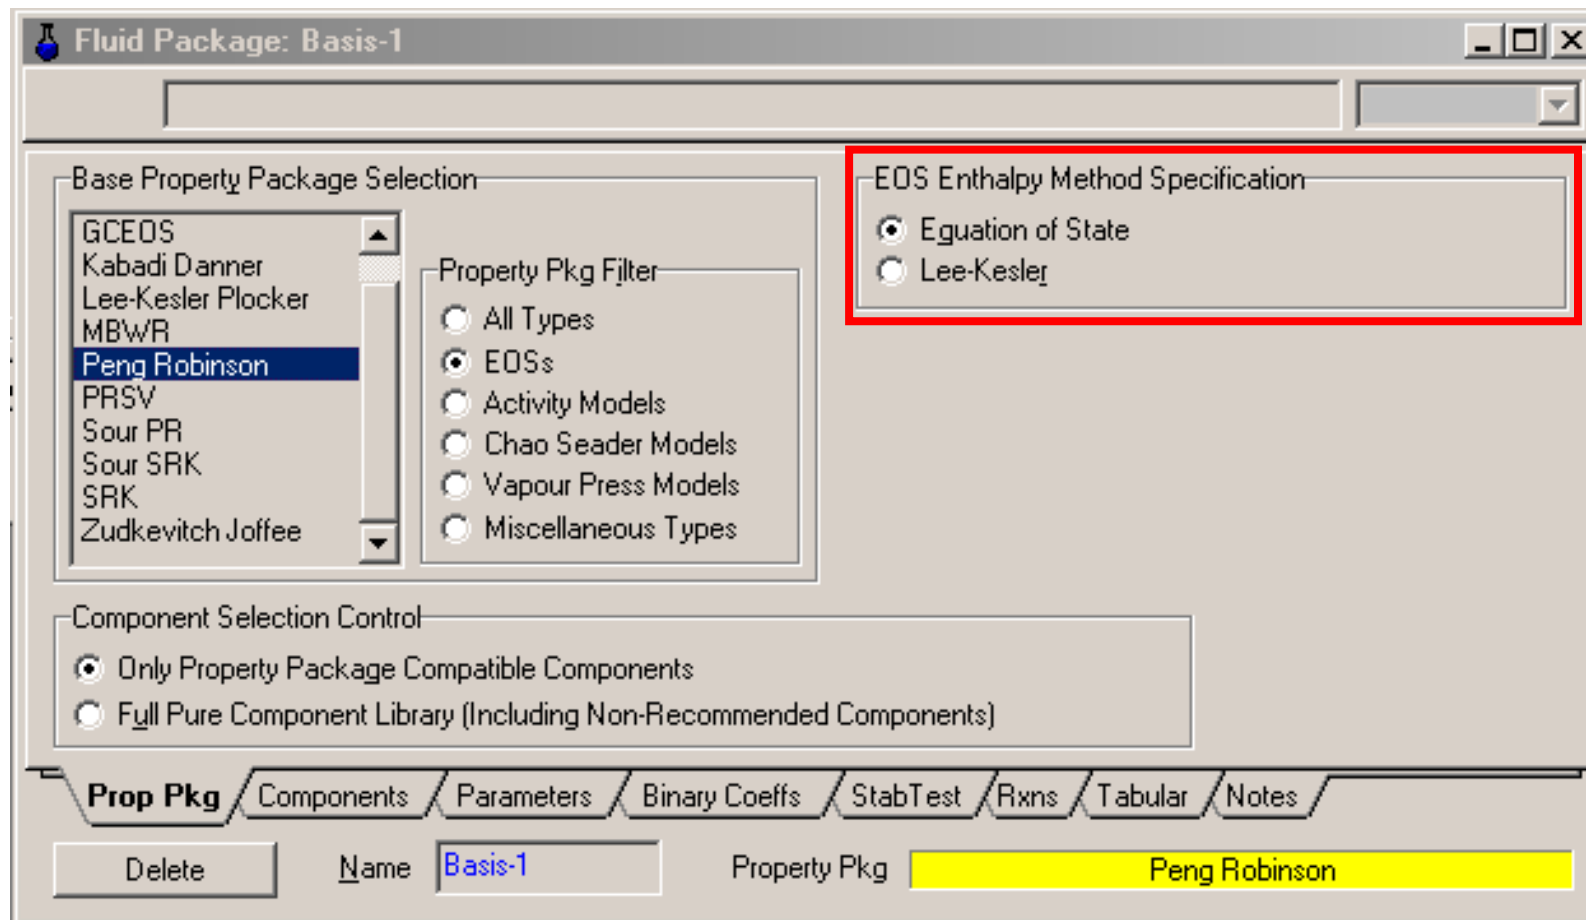 Fluid Package: Basis-1
Base Property Package Selection
GCEOS
Kabadi Danner
Lee-Kesler Plocker
MBWR
Peng Robinson
PRSV
Sour PR
Sour SRK
SRK
Zudkevitch Joffee
Property Pkg Filter
All Types
EOSs
Activity Models
Chao Seader Models
Vapour Press Models
Miscellaneous Types
EOS Enthalpy Method Specification
Equation of State
Lee-Kesler
Component Selection Control
Only Property Package Compatible Components
Full Pure Component Library (Including Non-Recommended Components)
Prop Pkg Components Parameters Binary Coeffs StabTest Rxns Tabular Notes
Delete Name Basis-1 Property Pkg Peng Robinson